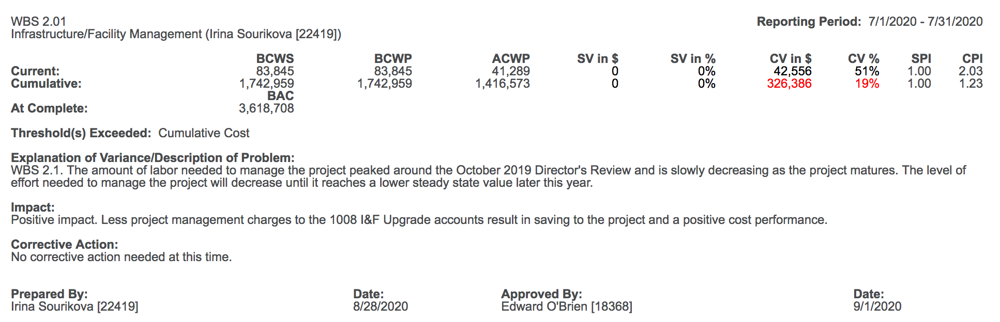 WBS 2.01 Reporting Period: 7/1/2020 - 7/31/2020
Infrastructure/Facility Management (Irina Sourikova [22419])
BCWS BCWP ACWP SV in $ SV in % CV in $ CV % SPI CPI
Current: 83,845 83,845 41,289 0 0% 42,556 51% 1.00 2.03
Cumulative: 1,742,959 1,742,959 1,416,573 0 0% 326,386 19% 1.00 1.23
BAC
At Complete: 3,618,708
Threshold(s) Exceeded: Cumulative Cost
Explanation of Variance/Description of Problem:
WBS 2.1. The amount of labor needed to manage the project peaked around the October 2019 Director's Review and is slowly decreasing as the project matures. The level of
effort needed to manage the project will decrease until it reaches a lower steady state value later this year.
Impact:
Positive impact. Less project management charges to the 1008 I&F Upgrade accounts result in saving to the project and a positive cost performance.
Corrective Action:
No corrective action needed at this time.
Prepared By: Date: Approved By: Date:
Irina Sourikova [22419] 8/28/2020 Edward O'Brien [18368] 9/1/2020